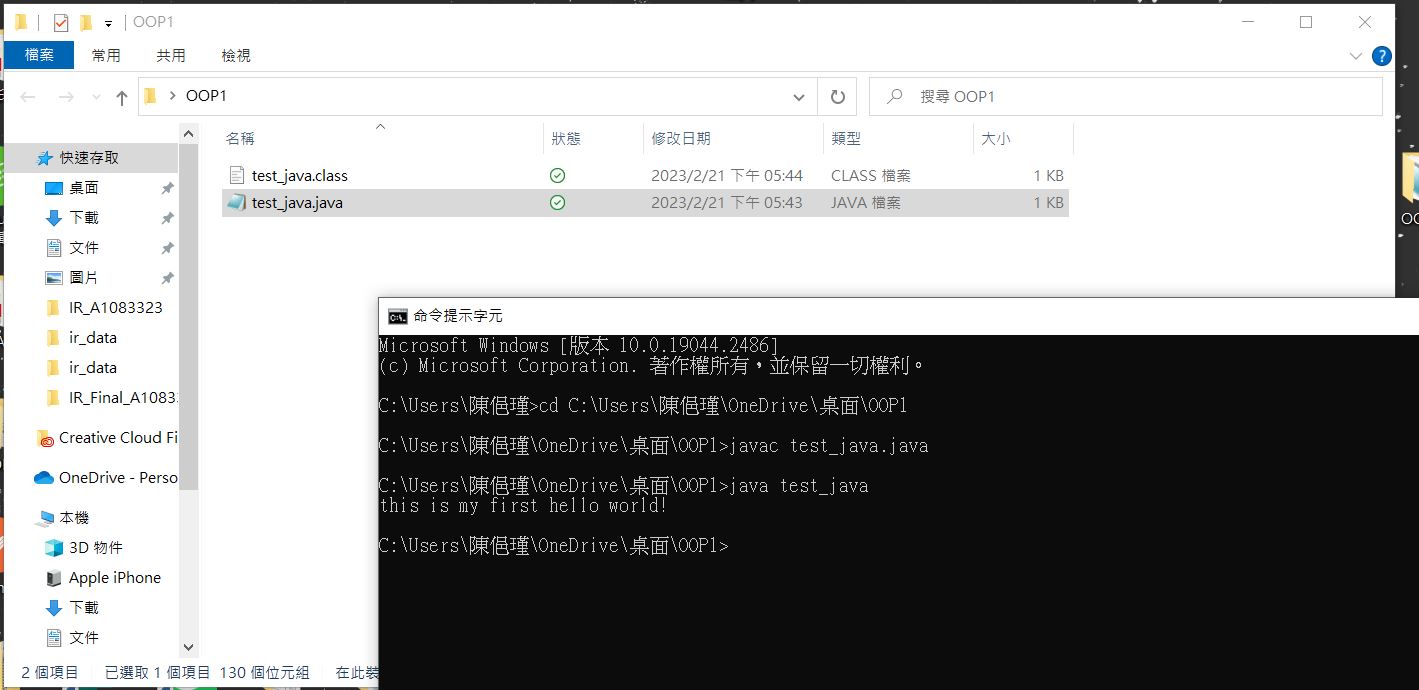 OOP1
檔案 常用 共用 檢視
OOP1
搜尋 OOP1
名稱 狀態 修改日期 類型 大小
test_java.class 2023/2/21 下午 05:44 CLASS 檔案 1 KB
test_java.java 2023/2/21 下午 05:43 JAVA 檔案 1 KB
快速存取
桌面
下載
文件
圖片
IR_A1083323
ir_data
ir_data
IR_Final_A1083
Creative Cloud Fi
OneDrive - Perso
本機
3D 物件
Apple iPhone
下載
文件
2 個項目 已選取 1 個項目 130 個位元組 在此裝
命令提示字元
Microsoft Windows [版本 10.0.19044.2486]
(c) Microsoft Corporation. 著作權所有，並保留一切權利。
C:\Users\陳俋瑾>cd C:\Users\陳俋瑾\OneDrive\桌面\OOP1
C:\Users\陳俋瑾\OneDrive\桌面\OOP1>javac test_java.java
C:\Users\陳俋瑾\OneDrive\桌面\OOP1>java test_java
this is my first hello world!
C:\Users\陳俋瑾\OneDrive\桌面\OOP1>